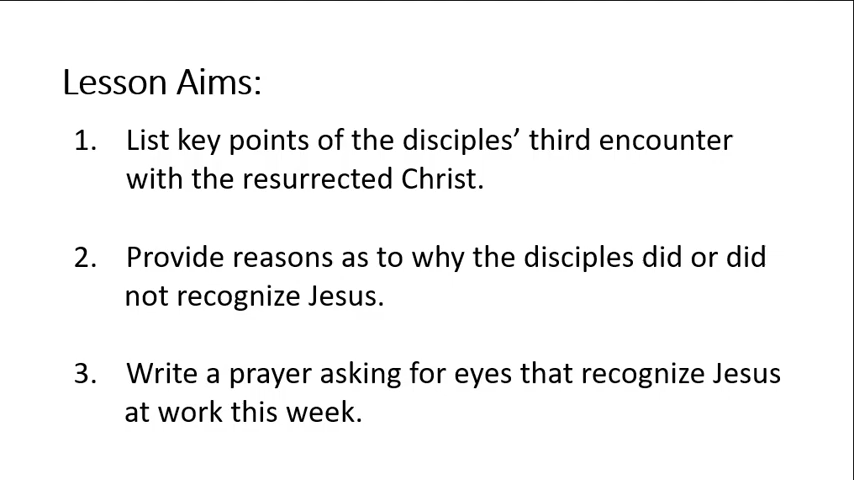 Lesson Aims:
1. List key points of the disciples’ third encounter
with the resurrected Christ.
2. Provide reasons as to why the disciples did or did
not recognize Jesus.
3. Write a prayer asking for eyes that recognize Jesus
at work this week.